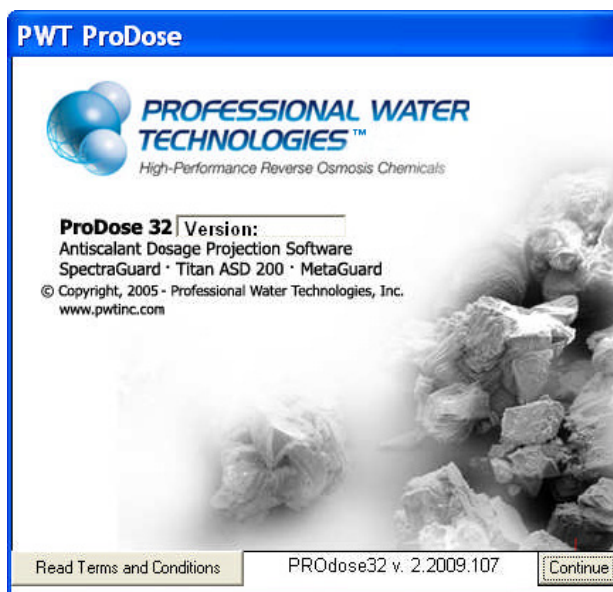 PWT ProDose
PROFESSIONAL WATER
TECHNOLOGIES™
High-Performance Reverse Osmosis Chemicals
ProDose 32 Version:
Antiscalant Dosage Projection Software
SpectraGuard · Titan ASD 200 · MetaGuard
© Copyright, 2005 - Professional Water Technologies, Inc.
www.pwtinc.com
Read Terms and Conditions PROdose32 v. 2.2009.107 Continue